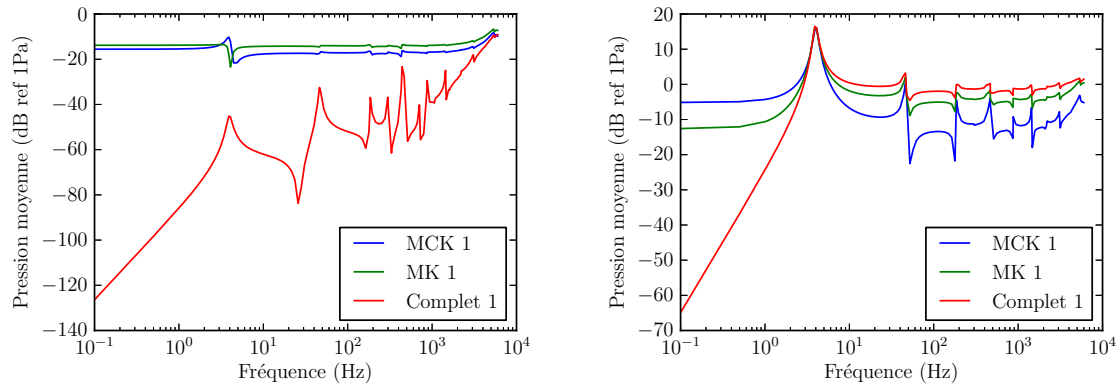 Pression moyenne (dB ref 1Pa)
0
−20
−40
−60
−80
−100
−120
−140
10⁻¹ 10⁰ 10¹ 10² 10³ 10⁴
Fréquence (Hz)
MCK 1
MK 1
Complet 1
Pression moyenne (dB ref 1Pa)
20
10
0
−10
−20
−30
−40
−50
−60
−70
10⁻¹ 10⁰ 10¹ 10² 10³ 10⁴
Fréquence (Hz)
MCK 1
MK 1
Complet 1